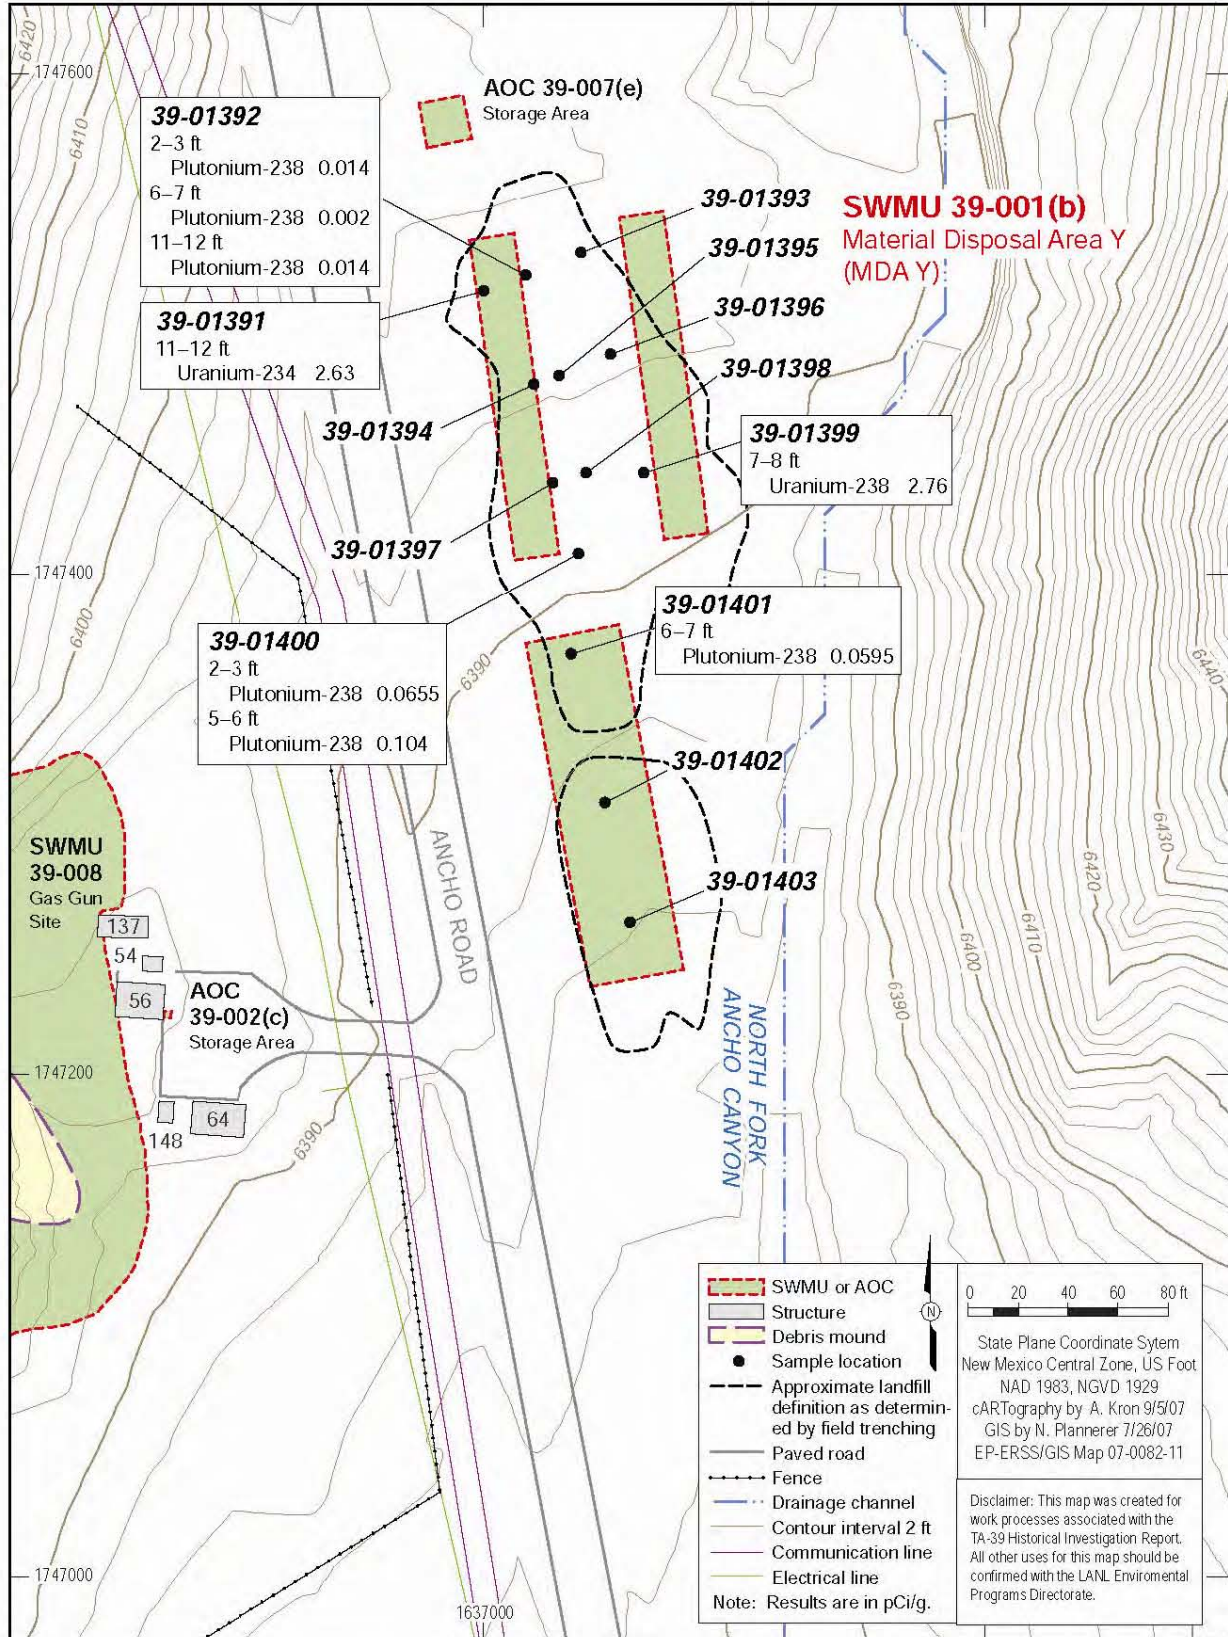 6420
1747600
6410
AOC 39-007(e)
Storage Area
39-01392
2–3 ft
Plutonium-238 0.014
6–7 ft
Plutonium-238 0.002
11–12 ft
Plutonium-238 0.014
39-01393
39-01395
SWMU 39-001(b)
Material Disposal Area Y
(MDA Y)
39-01391
11–12 ft
Uranium-234 2.63
39-01396
39-01398
39-01394
39-01399
7–8 ft
Uranium-238 2.76
39-01397
1747400
6400
39-01400
2–3 ft
Plutonium-238 0.0655
5–6 ft
Plutonium-238 0.104
39-01401
6–7 ft
Plutonium-238 0.0595
6390
6440
39-01402
39-01403
ANCHO ROAD
6430
6420
6410
6400
6390
SWMU
39-008
Gas Gun
Site
137
54
56
AOC
39-002(c)
Storage Area
NORTH FORK
ANCHO CANYON
1747200
64
148
6390
SWMU or AOC
Structure
Debris mound
Sample location
Approximate landfill
definition as determin-
ed by field trenching
Paved road
Fence
Drainage channel
Contour interval 2 ft
Communication line
Electrical line
Note: Results are in pCi/g.
N
0 20 40 60 80 ft
State Plane Coordinate Sytem
New Mexico Central Zone, US Foot
NAD 1983, NGVD 1929
cARTography by A. Kron 9/5/07
GIS by N. Plannerer 7/26/07
EP-ERSS/GIS Map 07-0082-11
Disclaimer: This map was created for
work processes associated with the
TA-39 Historical Investigation Report.
All other uses for this map should be
confirmed with the LANL Enviromental
Programs Directorate.
1747000
1637000